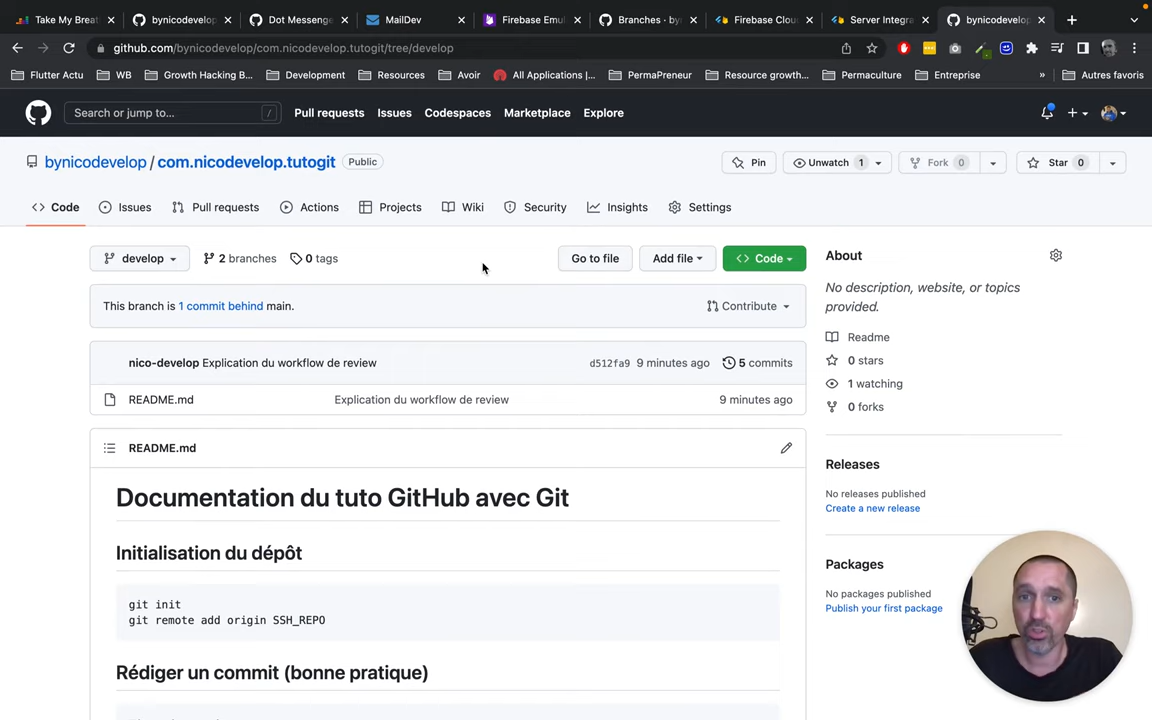 Take My Breat
bynicodevelop
Dot Messenge
MailDev
Firebase Emul
Branches · by
Firebase Clou
Server Integra
bynicodevelop
github.com/bynicodevelop/com.nicodevelop.tutogit/tree/develop
Flutter Actu
WB
Growth Hacking B...
Development
Resources
Avoir
All Applications |...
PermaPreneur
Resource growth...
Permaculture
Entreprise
»
Autres favoris
Search or jump to...
/
Pull requests
Issues
Codespaces
Marketplace
Explore
bynicodevelop / com.nicodevelop.tutogit
Public
Pin
Unwatch 1
Fork 0
Star 0
Code
Issues
Pull requests
Actions
Projects
Wiki
Security
Insights
Settings
develop
2 branches
0 tags
Go to file
Add file
Code
This branch is 1 commit behind main.
Contribute
nico-develop Explication du workflow de review
d512fa9 9 minutes ago
5 commits
README.md
Explication du workflow de review
9 minutes ago
README.md
Documentation du tuto GitHub avec Git
Initialisation du dépôt
git init
git remote add origin SSH_REPO
Rédiger un commit (bonne pratique)
About
No description, website, or topics
provided.
Readme
0 stars
1 watching
0 forks
Releases
No releases published
Create a new release
Packages
No packages published
Publish your first package